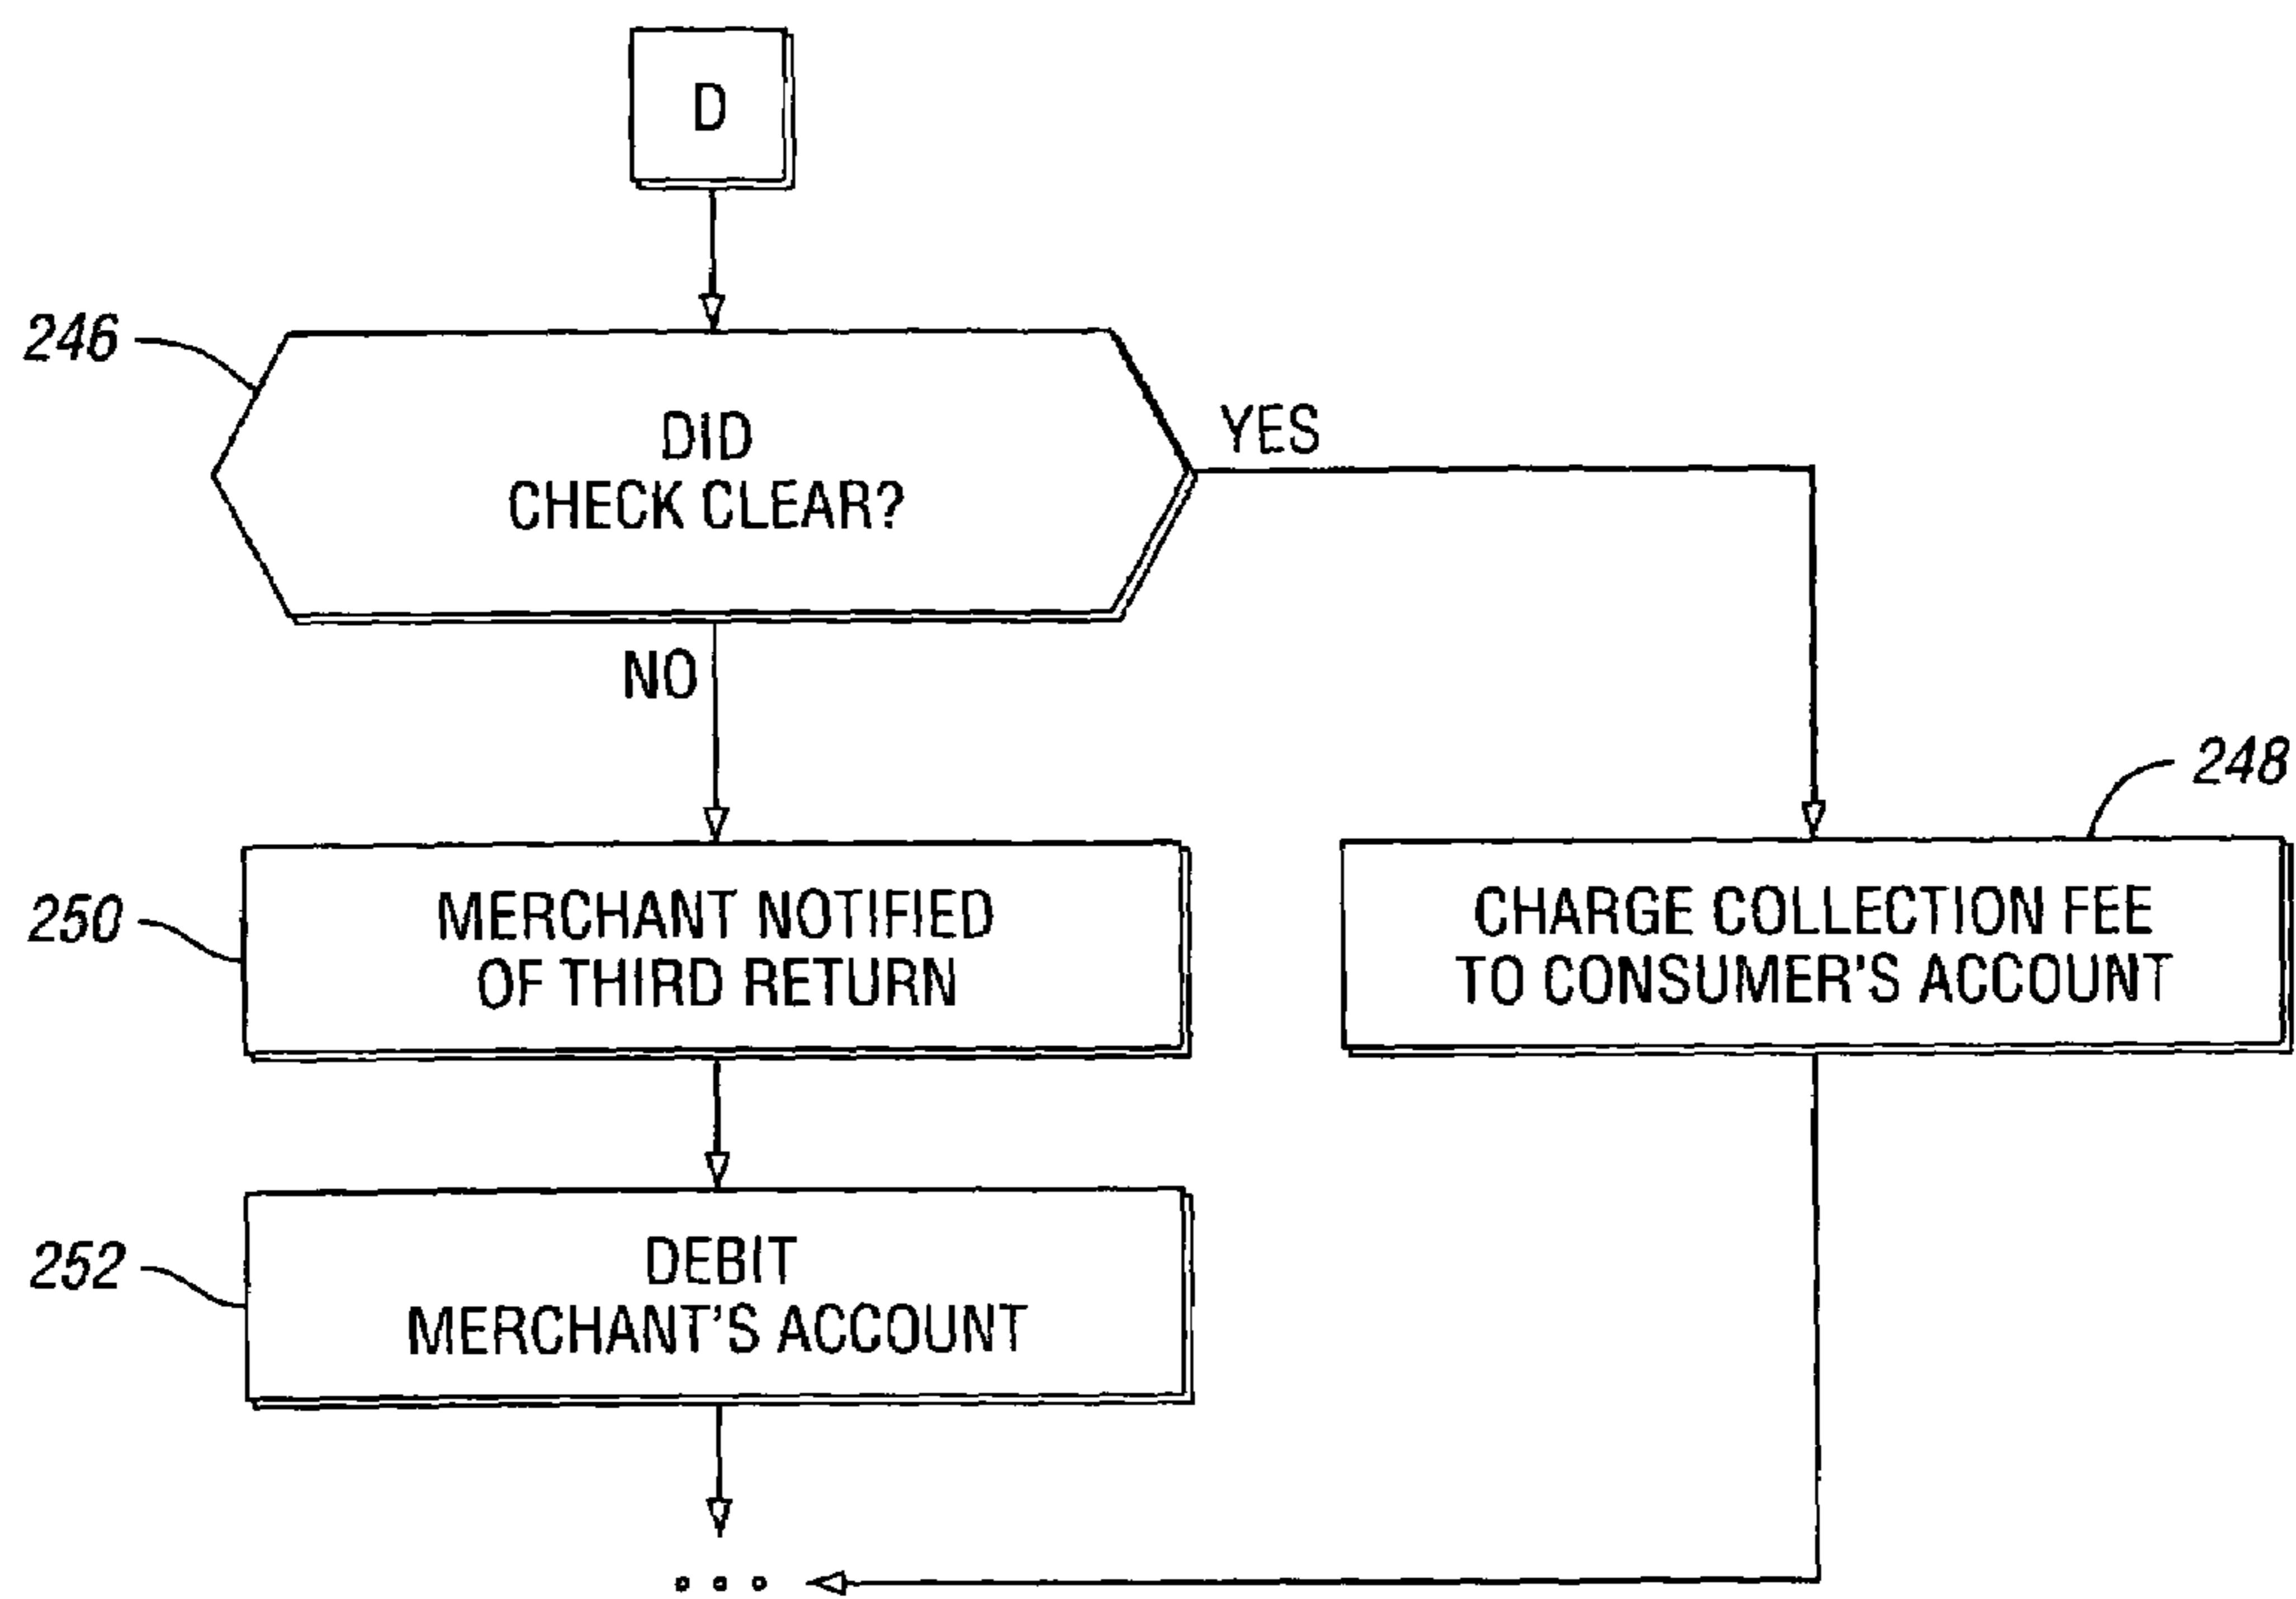 D
246
DID
CHECK CLEAR?
YES
NO
248
250
MERCHANT NOTIFIED
OF THIRD RETURN
CHARGE COLLECTION FEE
TO CONSUMER'S ACCOUNT
252
DEBIT
MERCHANT'S ACCOUNT